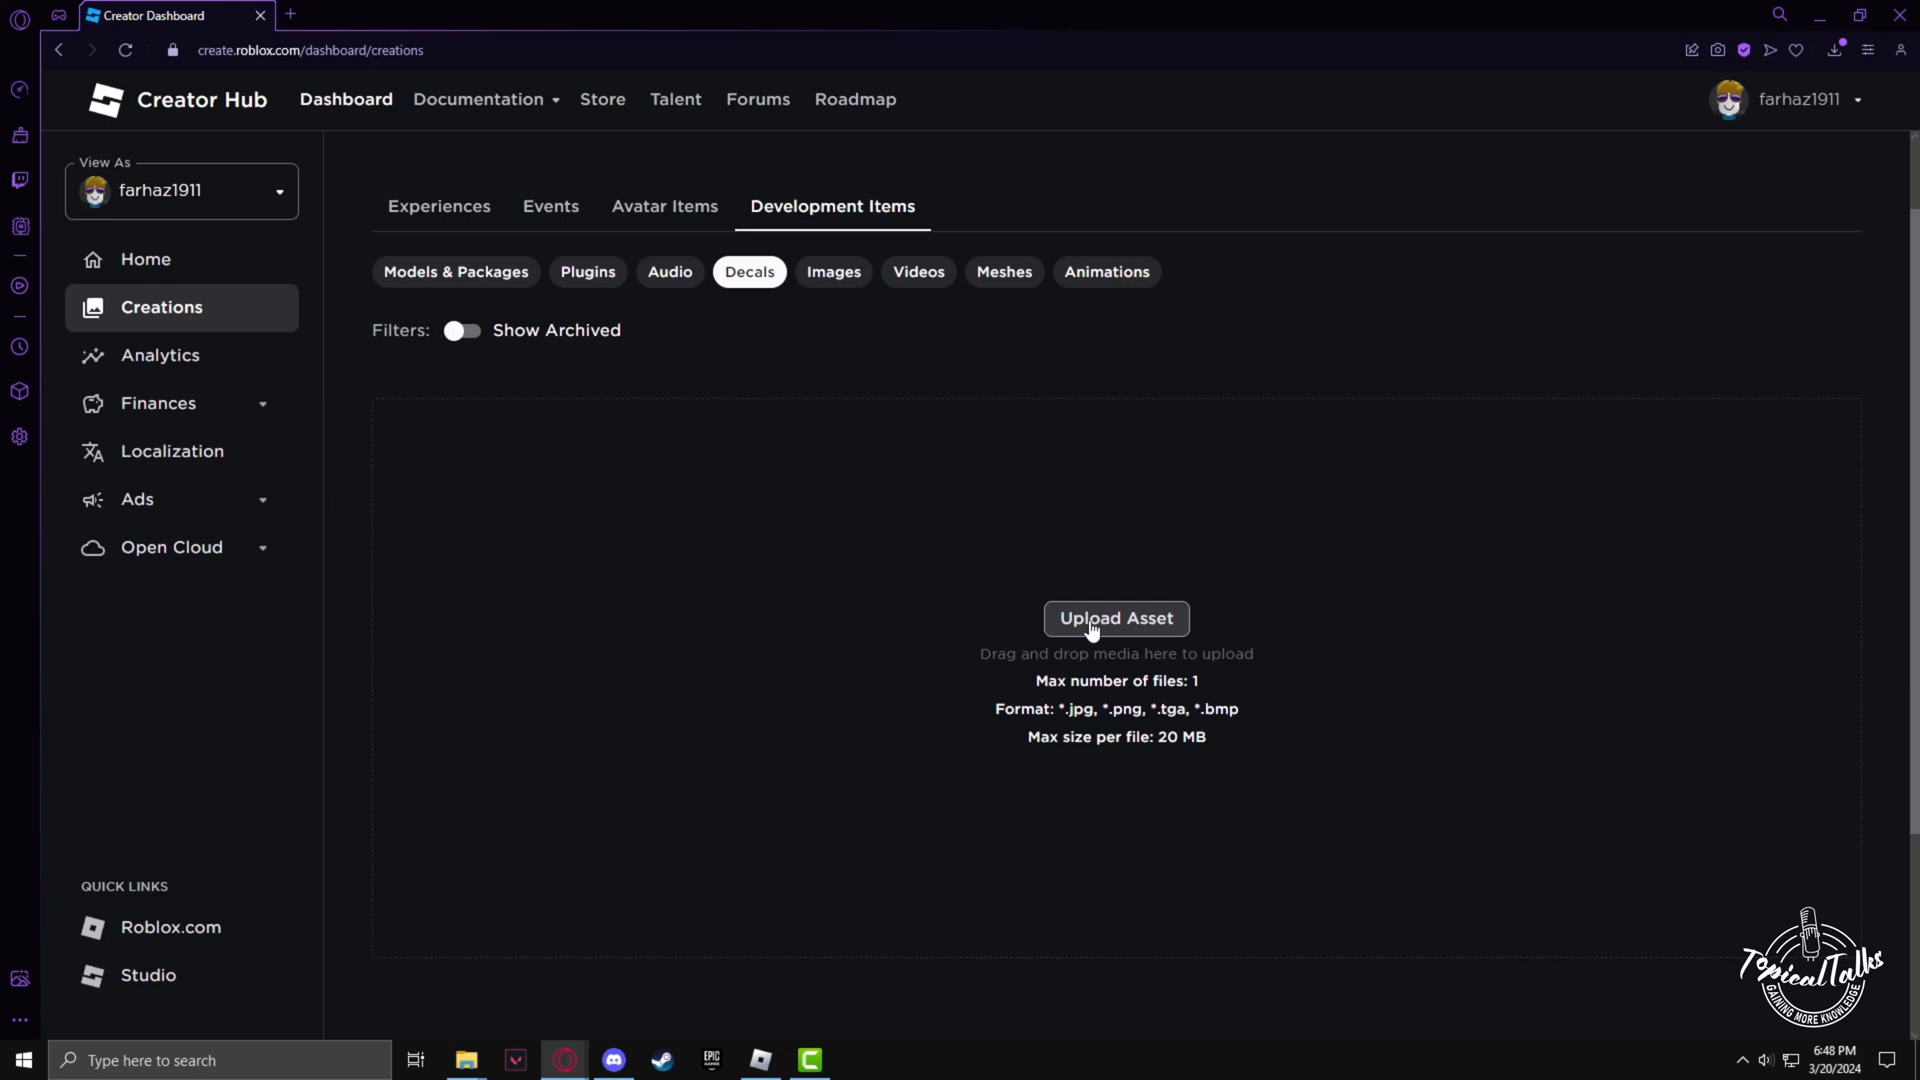 Creator Dashboard
create.roblox.com/dashboard/creations
Creator Hub
Dashboard
Documentation
Store
Talent
Forums
Roadmap
farhaz1911
View As
farhaz1911
Home
Creations
Analytics
Finances
Localization
Ads
Open Cloud
QUICK LINKS
Roblox.com
Studio
Experiences
Events
Avatar Items
Development Items
Models & Packages
Plugins
Audio
Decals
Images
Videos
Meshes
Animations
Filters:
Show Archived
Upload Asset
Drag and drop media here to upload
Max number of files: 1
Format: *.jpg, *.png, *.tga, *.bmp
Max size per file: 20 MB
TopicalTalks
GAINING MORE KNOWLEDGE
Type here to search
EPIC
GAMES
6:48 PM
3/20/2024